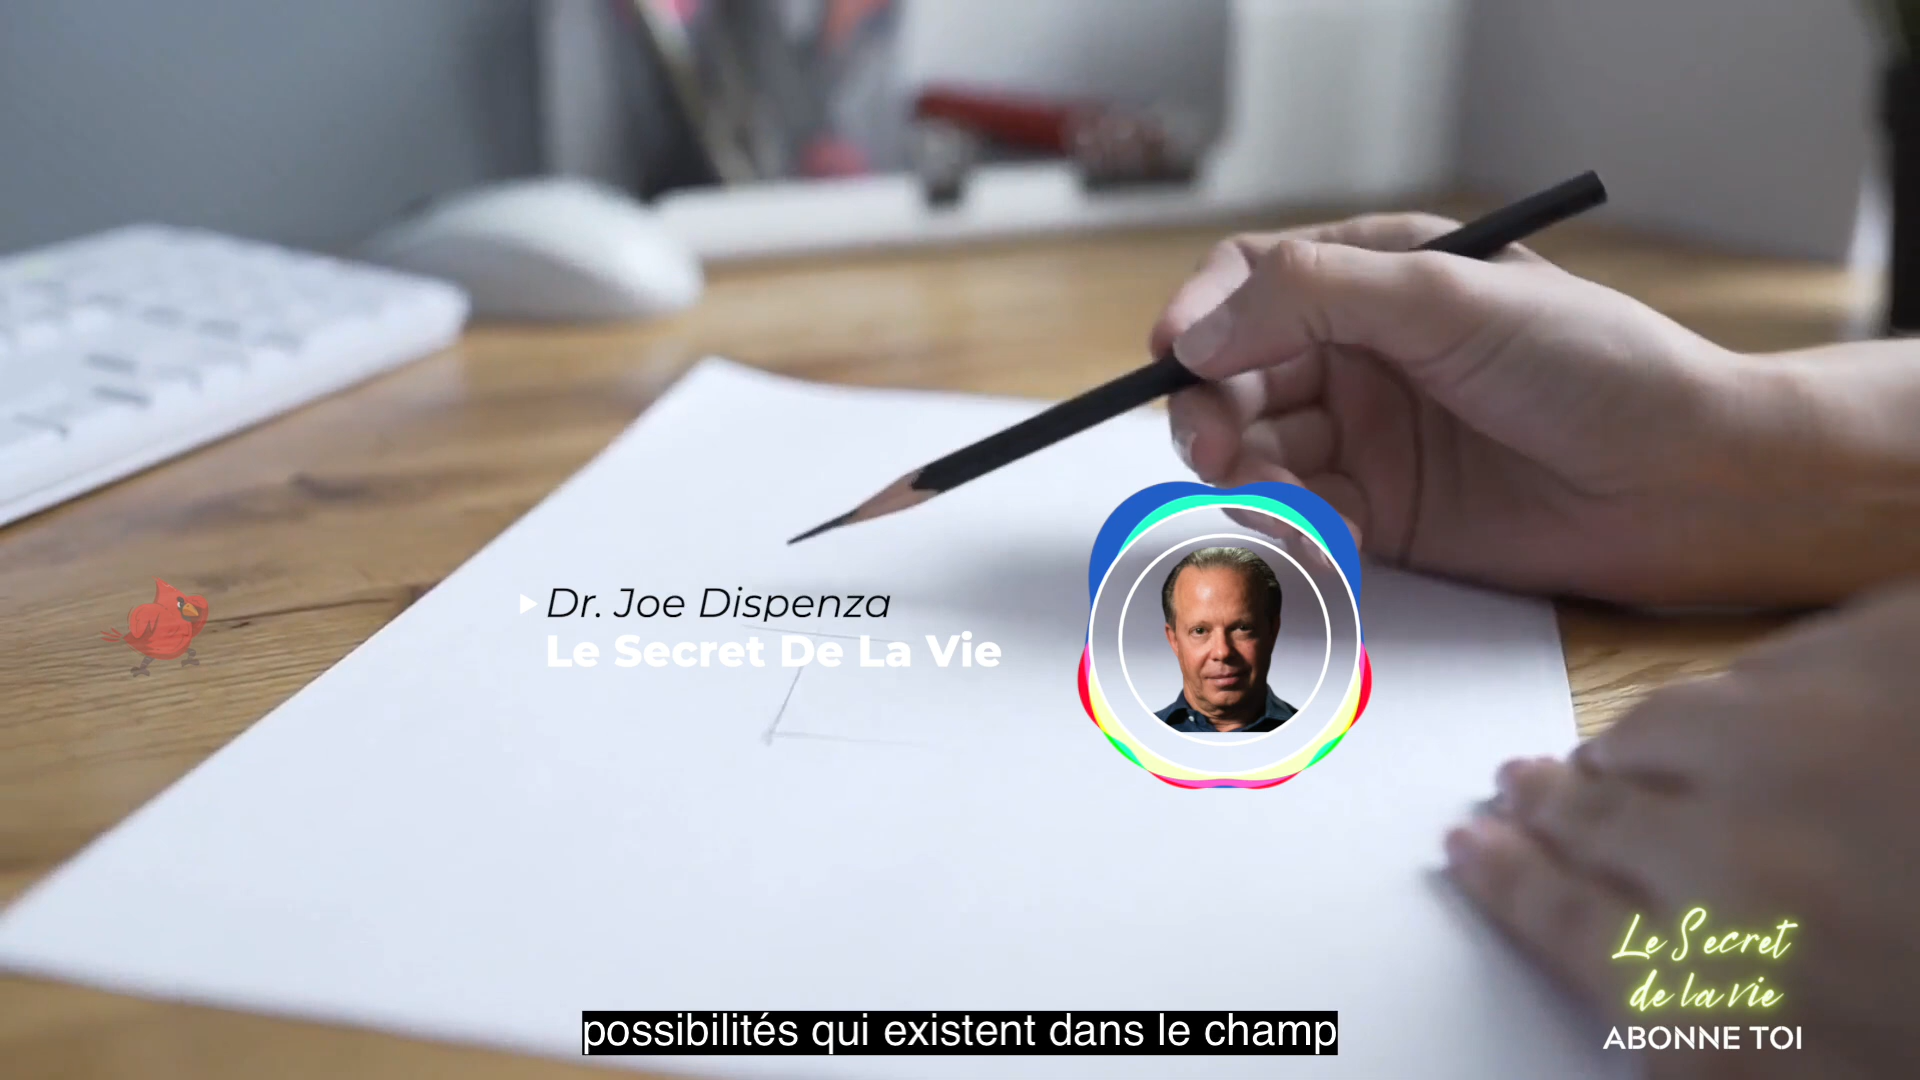 Dr. Joe Dispenza
Le Secret De La Vie
Le Secret
de la vie
ABONNE TOI
possibilités qui existent dans le champ